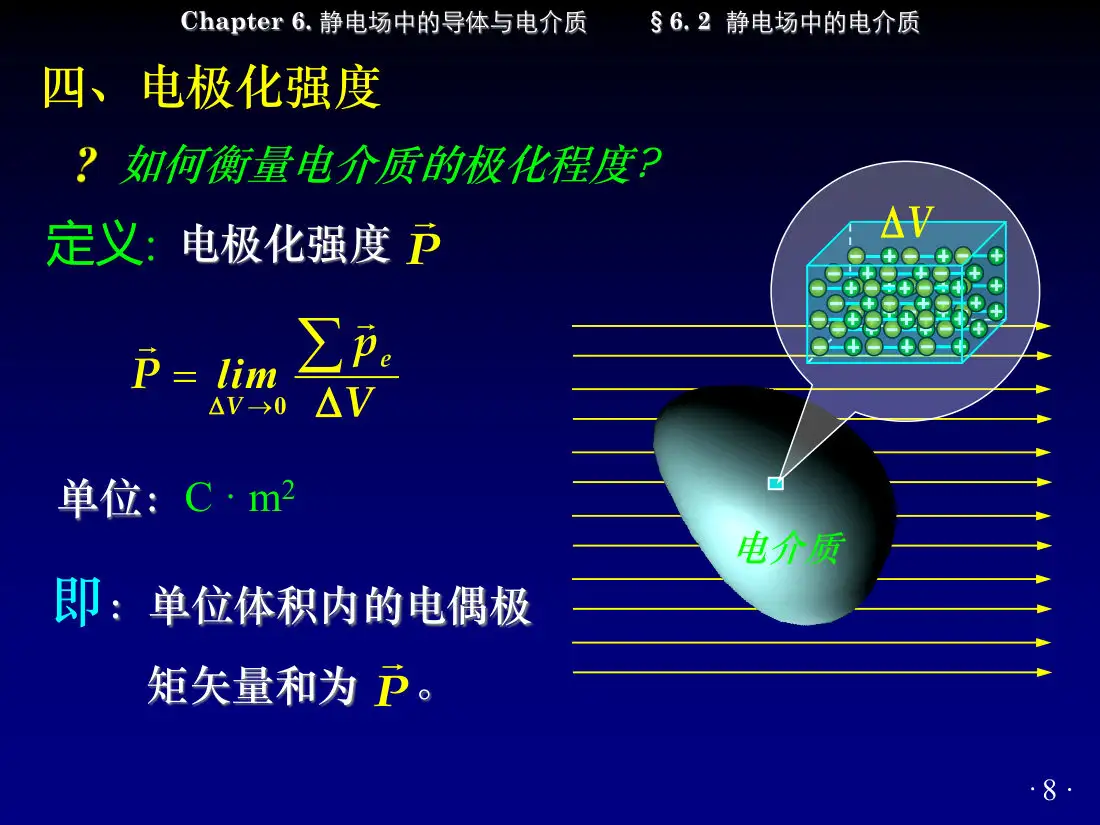 Chapter 6. 静电场中的导体与电介质 §6. 2 静电场中的电介质
四、电极化强度
? 如何衡量电介质的极化程度?
定义: 电极化强度 P⃗
P⃗ = lim ΔV→0 ∑ p⃗e / ΔV
单位: C · m²
即: 单位体积内的电偶极
矩矢量和为 P⃗ 。
ΔV
电介质
· 8 ·